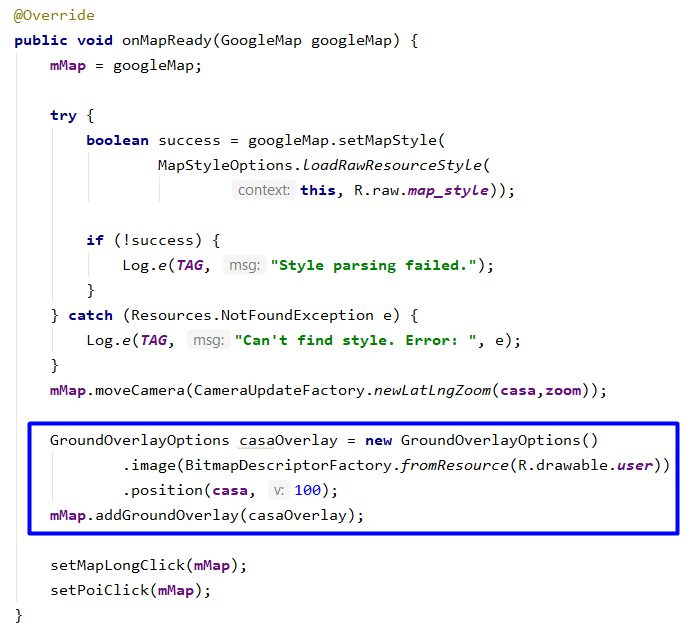 @Override
public void onMapReady(GoogleMap googleMap) {
mMap = googleMap;
try {
boolean success = googleMap.setMapStyle(
MapStyleOptions.loadRawResourceStyle(
context: this, R.raw.map_style));
if (!success) {
Log.e(TAG, msg: "Style parsing failed.");
}
} catch (Resources.NotFoundException e) {
Log.e(TAG, msg: "Can't find style. Error: ", e);
}
mMap.moveCamera(CameraUpdateFactory.newLatLngZoom(casa,zoom));
GroundOverlayOptions casaOverlay = new GroundOverlayOptions()
.image(BitmapDescriptorFactory.fromResource(R.drawable.user))
.position(casa, v: 100);
mMap.addGroundOverlay(casaOverlay);
setMapLongClick(mMap);
setPoiClick(mMap);
}